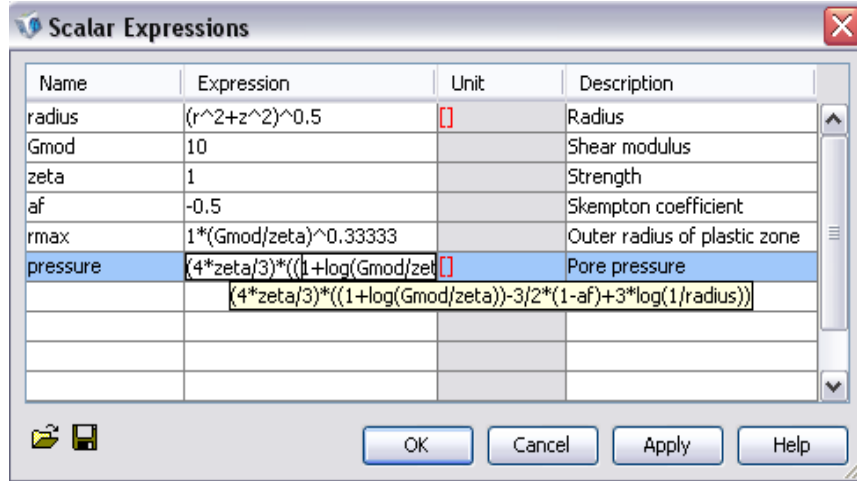 Scalar Expressions
Name Expression Unit Description
radius (r^2+z^2)^0.5 [] Radius
Gmod 10 Shear modulus
zeta 1 Strength
af -0.5 Skempton coefficient
rmax 1*(Gmod/zeta)^0.33333 Outer radius of plastic zone
pressure (4*zeta/3)*((1+log(Gmod/zet [] Pore pressure
(4*zeta/3)*((1+log(Gmod/zeta))-3/2*(1-af)+3*log(1/radius))
OK Cancel Apply Help